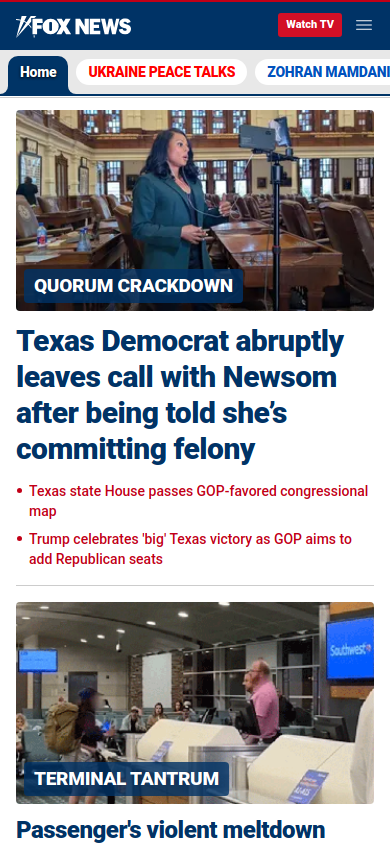 FOX NEWS
Watch TV
Home
UKRAINE PEACE TALKS
ZOHRAN MAMDANI
QUORUM CRACKDOWN
Texas Democrat abruptly
leaves call with Newsom
after being told she’s
committing felony
• Texas state House passes GOP-favored congressional
map
• Trump celebrates 'big' Texas victory as GOP aims to
add Republican seats
Southwest
TERMINAL TANTRUM
Passenger's violent meltdown